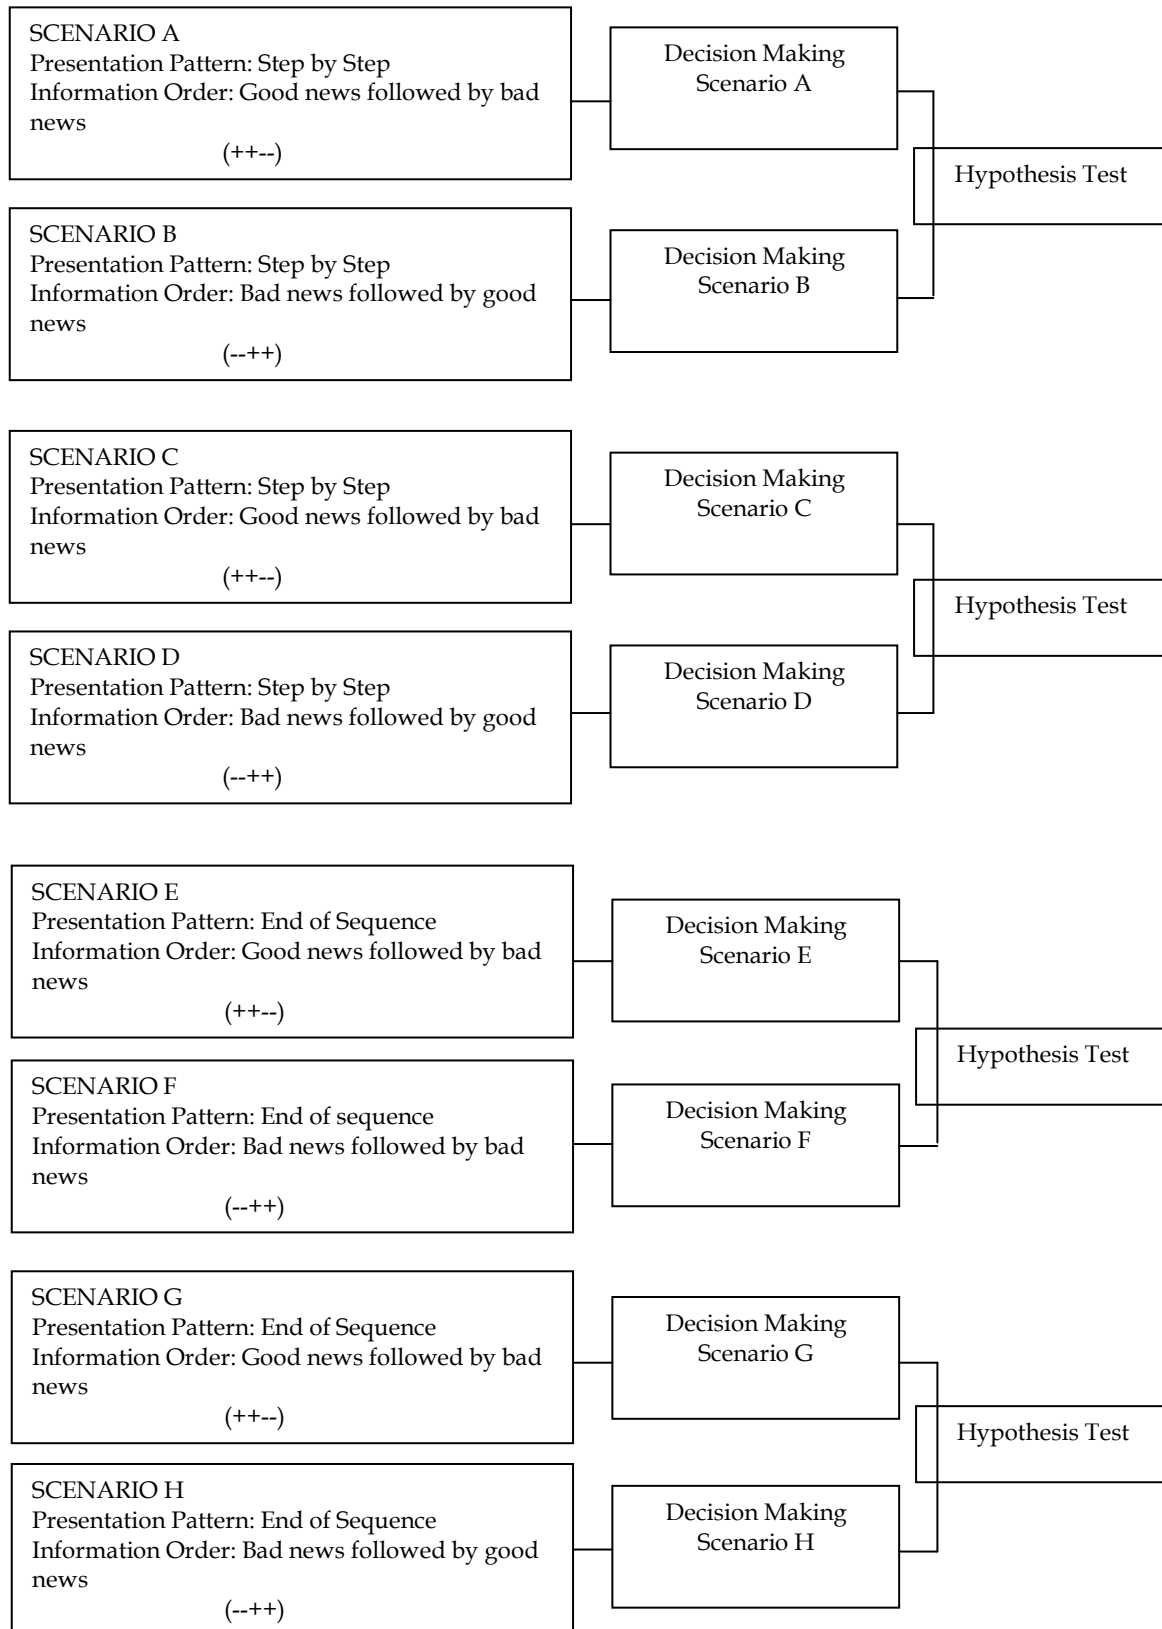 SCENARIO A
Presentation Pattern: Step by Step
Information Order: Good news followed by bad
news
(++--)
Decision Making
Scenario A
Hypothesis Test
SCENARIO B
Presentation Pattern: Step by Step
Information Order: Bad news followed by good
news
(--++)
Decision Making
Scenario B
SCENARIO C
Presentation Pattern: Step by Step
Information Order: Good news followed by bad
news
(++--)
Decision Making
Scenario C
Hypothesis Test
SCENARIO D
Presentation Pattern: Step by Step
Information Order: Bad news followed by good
news
(--++)
Decision Making
Scenario D
SCENARIO E
Presentation Pattern: End of Sequence
Information Order: Good news followed by bad
news
(++--)
Decision Making
Scenario E
Hypothesis Test
SCENARIO F
Presentation Pattern: End of sequence
Information Order: Bad news followed by bad
news
(--++)
Decision Making
Scenario F
SCENARIO G
Presentation Pattern: End of Sequence
Information Order: Good news followed by bad
news
(++--)
Decision Making
Scenario G
Hypothesis Test
SCENARIO H
Presentation Pattern: End of Sequence
Information Order: Bad news followed by good
news
(--++)
Decision Making
Scenario H